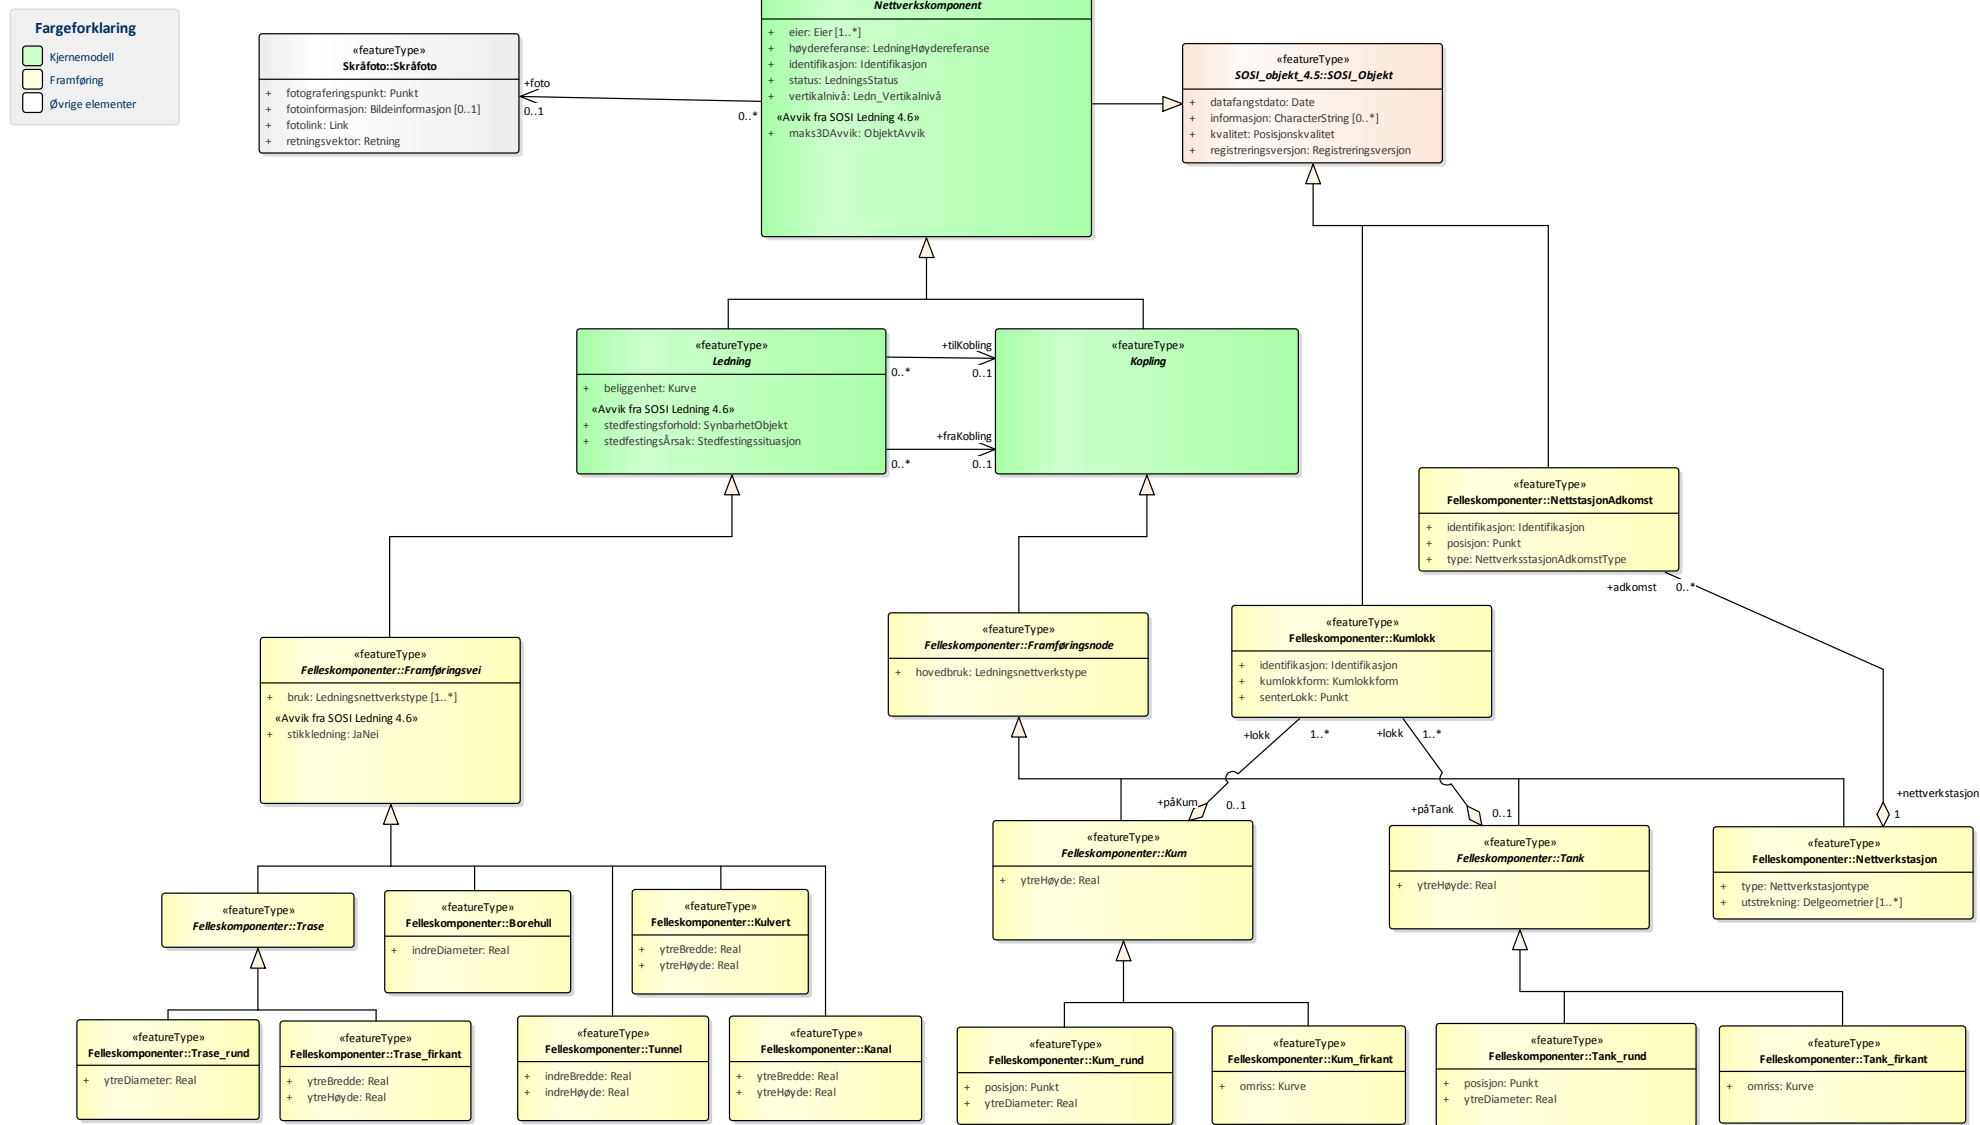 Fargeforklaring
Kjernemodell
Framføring
Øvrige elementer
«featureType»
Skråfoto::Skråfoto
+ fotograferingspunkt: Punkt
+ fotoinformasjon: Bildeinformasjon [0..1]
+ fotolink: Link
+ retningsvektor: Retning
+foto
0..1
0..*
Nettverkskomponent
+ eier: Eier [1..*]
+ høydereferanse: LedningHøydereferanse
+ identifikasjon: Identifikasjon
+ status: LedningsStatus
+ vertikalnivå: Ledn_Vertikalnivå
«Avvik fra SOSI Ledning 4.6»
+ maks3DAvvik: ObjektAvvik
«featureType»
SOSI_objekt_4.5::SOSI_Objekt
+ datafangstdato: Date
+ informasjon: CharacterString [0..*]
+ kvalitet: Posisjonskvalitet
+ registreringsversjon: Registreringsversjon
«featureType»
Ledning
+ beliggenhet: Kurve
«Avvik fra SOSI Ledning 4.6»
+ stedfestingsforhold: SynbarhetObjekt
+ stedfestingsÅrsak: Stedfestingssituasjon
+tilKobling
0..*
0..1
+fraKobling
0..*
0..1
«featureType»
Kopling
«featureType»
Felleskomponenter::NettstasjonAdkomst
+ identifikasjon: Identifikasjon
+ posisjon: Punkt
+ type: NettverksstasjonAdkomstType
+adkomst
0..*
«featureType»
Felleskomponenter::Framføringsvei
+ bruk: Ledningsnettverkstype [1..*]
«Avvik fra SOSI Ledning 4.6»
+ stikkledning: JaNei
«featureType»
Felleskomponenter::Framføringsnode
+ hovedbruk: Ledningsnettverkstype
«featureType»
Felleskomponenter::Kumlokk
+ identifikasjon: Identifikasjon
+ kumlokkform: Kumlokkform
+ senterLokk: Punkt
+lokk
1..*
+lokk
1..*
+påKum
0..1
+påTank
0..1
+nettverkstasjon
1
«featureType»
Felleskomponenter::Kum
+ ytreHøyde: Real
«featureType»
Felleskomponenter::Tank
+ ytreHøyde: Real
«featureType»
Felleskomponenter::Nettverkstasjon
+ type: Nettverkstasjontype
+ utstrekning: Delgeometrier [1..*]
«featureType»
Felleskomponenter::Trase
«featureType»
Felleskomponenter::Borehull
+ indreDiameter: Real
«featureType»
Felleskomponenter::Kulvert
+ ytreBredde: Real
+ ytreHøyde: Real
«featureType»
Felleskomponenter::Trase_rund
+ ytreDiameter: Real
«featureType»
Felleskomponenter::Trase_firkant
+ ytreBredde: Real
+ ytreHøyde: Real
«featureType»
Felleskomponenter::Tunnel
+ indreBredde: Real
+ indreHøyde: Real
«featureType»
Felleskomponenter::Kanal
+ ytreBredde: Real
+ ytreHøyde: Real
«featureType»
Felleskomponenter::Kum_rund
+ posisjon: Punkt
+ ytreDiameter: Real
«featureType»
Felleskomponenter::Kum_firkant
+ omriss: Kurve
«featureType»
Felleskomponenter::Tank_rund
+ posisjon: Punkt
+ ytreDiameter: Real
«featureType»
Felleskomponenter::Tank_firkant
+ omriss: Kurve